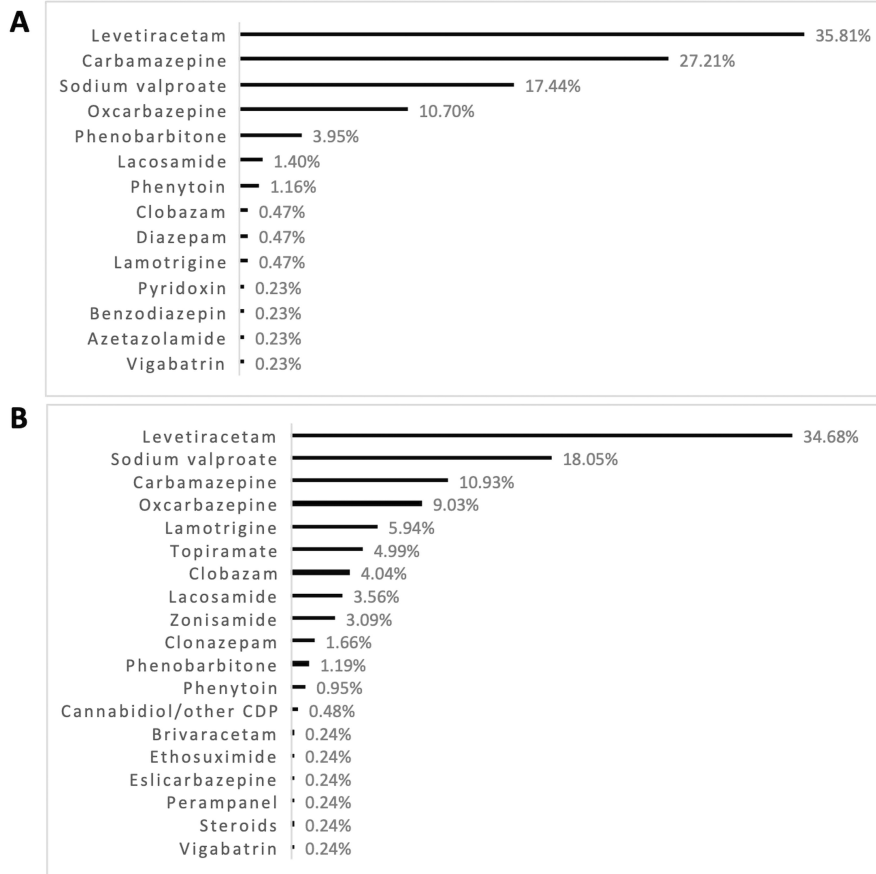 A
Levetiracetam 35.81%
Carbamazepine 27.21%
Sodium valproate 17.44%
Oxcarbazepine 10.70%
Phenobarbitone 3.95%
Lacosamide 1.40%
Phenytoin 1.16%
Clobazam 0.47%
Diazepam 0.47%
Lamotrigine 0.47%
Pyridoxin 0.23%
Benzodiazepin 0.23%
Azetazolamide 0.23%
Vigabatrin 0.23%
B
Levetiracetam 34.68%
Sodium valproate 18.05%
Carbamazepine 10.93%
Oxcarbazepine 9.03%
Lamotrigine 5.94%
Topiramate 4.99%
Clobazam 4.04%
Lacosamide 3.56%
Zonisamide 3.09%
Clonazepam 1.66%
Phenobarbitone 1.19%
Phenytoin 0.95%
Cannabidiol/other CDP 0.48%
Brivaracetam 0.24%
Ethosuximide 0.24%
Eslicarbazepine 0.24%
Perampanel 0.24%
Steroids 0.24%
Vigabatrin 0.24%